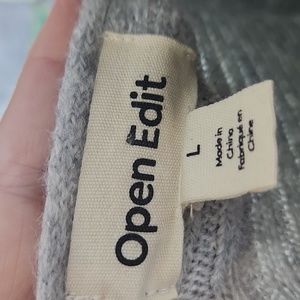 Open Edit
L
Made in
China
Fabriqué en
Chine